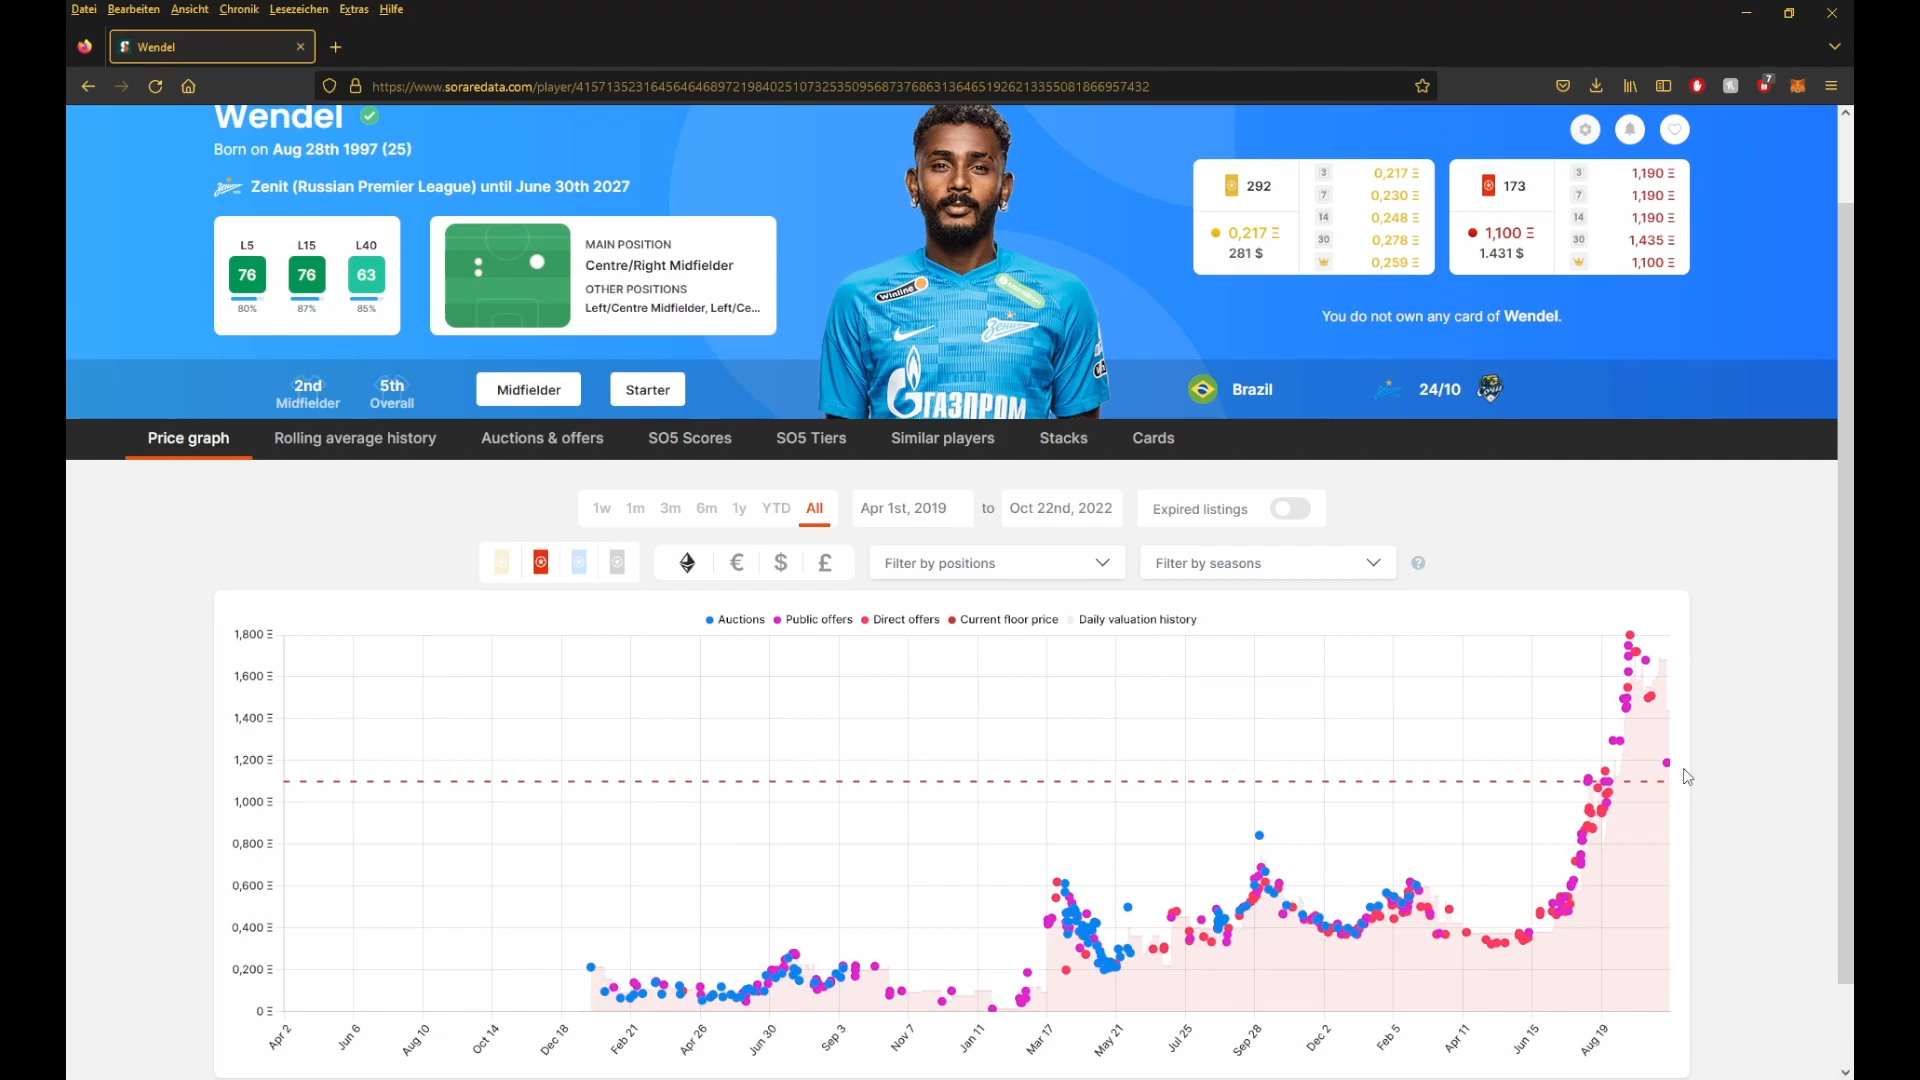 Datei Bearbeiten Ansicht Chronik Lesezeichen Extras Hilfe
Wendel
https://www.soraredata.com/player/41571352316456464689721984025107325350956873768631364651926213355081866957432
7
Wendel
Born on Aug 28th 1997 (25)
Zenit (Russian Premier League) until June 30th 2027
L5 L15 L40
76 76 63
80% 87% 85%
MAIN POSITION
Centre/Right Midfielder
OTHER POSITIONS
Left/Centre Midfielder, Left/Ce...
292
0,217 Ξ
281 $
3 0,217 Ξ
7 0,230 Ξ
14 0,248 Ξ
30 0,278 Ξ
0,259 Ξ
173
1,100 Ξ
1.431 $
3 1,190 Ξ
7 1,190 Ξ
14 1,190 Ξ
30 1,435 Ξ
1,100 Ξ
You do not own any card of Wendel.
winline
Зенит
ГАЗПРОМ
2nd
Midfielder
5th
Overall
Midfielder
Starter
Brazil
24/10
Price graph Rolling average history Auctions & offers SO5 Scores SO5 Tiers Similar players Stacks Cards
1w 1m 3m 6m 1y YTD All
Apr 1st, 2019 to Oct 22nd, 2022
Expired listings
€ $ £
Filter by positions
Filter by seasons
?
Auctions Public offers Direct offers Current floor price Daily valuation history
1,800 Ξ
1,600 Ξ
1,400 Ξ
1,200 Ξ
1,000 Ξ
0,800 Ξ
0,600 Ξ
0,400 Ξ
0,200 Ξ
0 Ξ
Apr 2 Jun 6 Aug 10 Oct 14 Dec 18 Feb 21 Apr 26 Jun 30 Sep 3 Nov 7 Jan 11 Mar 17 May 21 Jul 25 Sep 28 Dec 2 Feb 5 Apr 11 Jun 15 Aug 19